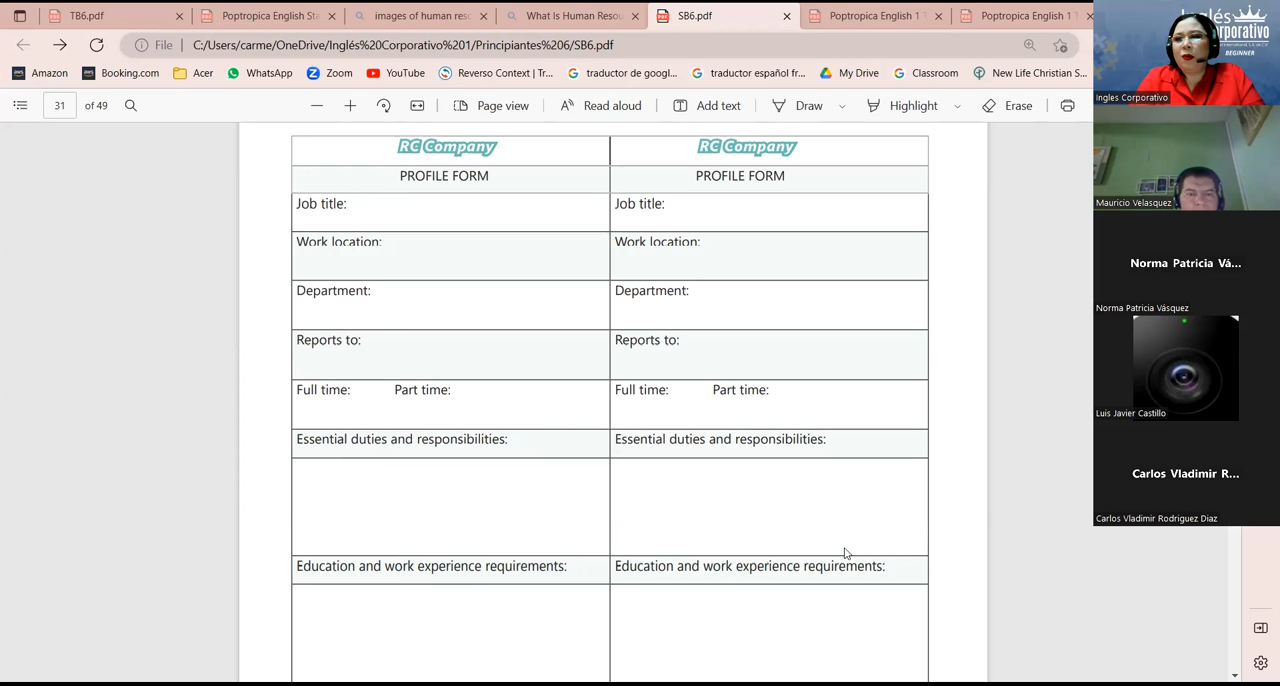 TB6.pdf
Poptropica English Sta
images of human reso
What Is Human Resou
SB6.pdf
Poptropica English 1 T
Poptropica English 1
File C:/Users/carme/OneDrive/Inglés%20Corporativo%201/Principiantes%206/SB6.pdf
Amazon Booking.com Acer WhatsApp Zoom YouTube Reverso Context | Tr... traductor de googl... traductor español fr... My Drive Classroom New Life Christian S...
31 of 49 Page view Read aloud Add text Draw Highlight Erase
RC Company RC Company
PROFILE FORM PROFILE FORM
Job title: Job title:
Work location: Work location:
Department: Department:
Reports to: Reports to:
Full time: Part time: Full time: Part time:
Essential duties and responsibilities: Essential duties and responsibilities:
Education and work experience requirements: Education and work experience requirements:
Inglés
BEGINNER
Ingles Corporativo
Mauricio Velasquez
Norma Patricia Vá...
Norma Patricia Vásquez
Luis Javier Castillo
Carlos Vladimir R...
Carlos Vladimir Rodriguez Diaz